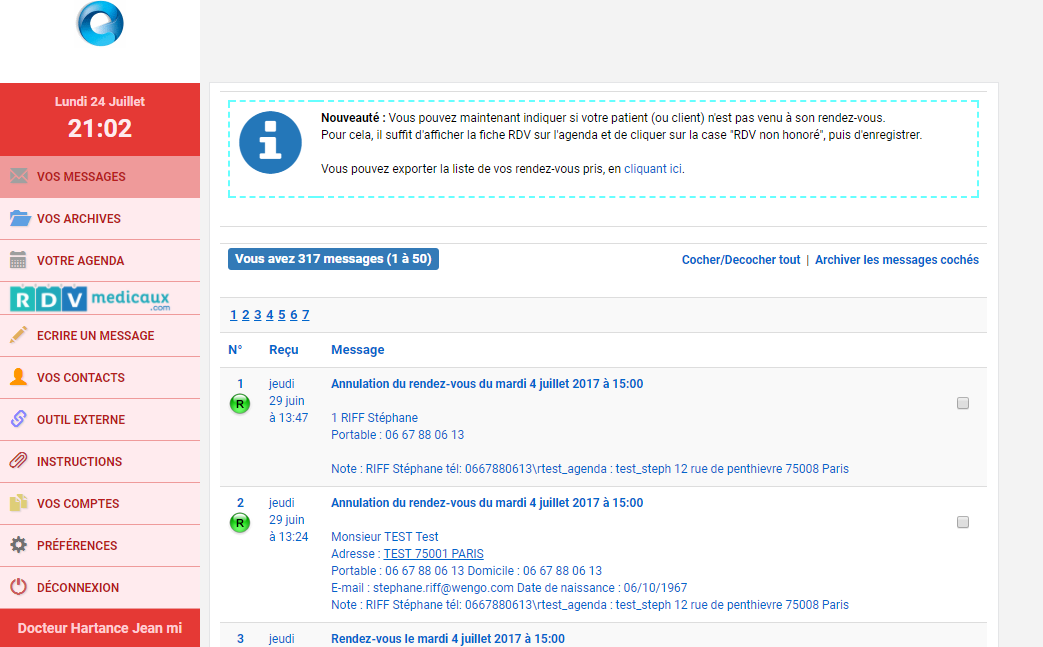 Lundi 24 Juillet
21:02
VOS MESSAGES
VOS ARCHIVES
VOTRE AGENDA
RDV medicaux
.com
ECRIRE UN MESSAGE
VOS CONTACTS
OUTIL EXTERNE
INSTRUCTIONS
VOS COMPTES
PRÉFÉRENCES
DÉCONNEXION
Docteur Hartance Jean mi
Nouveauté : Vous pouvez maintenant indiquer si votre patient (ou client) n'est pas venu à son rendez-vous.
Pour cela, il suffit d'afficher la fiche RDV sur l'agenda et de cliquer sur la case "RDV non honoré", puis d'enregistrer.
Vous pouvez exporter la liste de vos rendez-vous pris, en cliquant ici.
Vous avez 317 messages (1 à 50)
Cocher/Decocher tout | Archiver les messages cochés
1 2 3 4 5 6 7
N° Reçu Message
1 jeudi Annulation du rendez-vous du mardi 4 juillet 2017 à 15:00
R 29 juin
à 13:47 1 RIFF Stéphane
Portable : 06 67 88 06 13
Note : RIFF Stéphane tél: 0667880613\rtest_agenda : test_steph 12 rue de penthievre 75008 Paris
2 jeudi Annulation du rendez-vous du mardi 4 juillet 2017 à 15:00
R 29 juin
à 13:24 Monsieur TEST Test
Adresse : TEST 75001 PARIS
Portable : 06 67 88 06 13 Domicile : 06 67 88 06 13
E-mail : stephane.riff@wengo.com Date de naissance : 06/10/1967
Note : RIFF Stéphane tél: 0667880613\rtest_agenda : test_steph 12 rue de penthievre 75008 Paris
3 jeudi Rendez-vous le mardi 4 juillet 2017 à 15:00